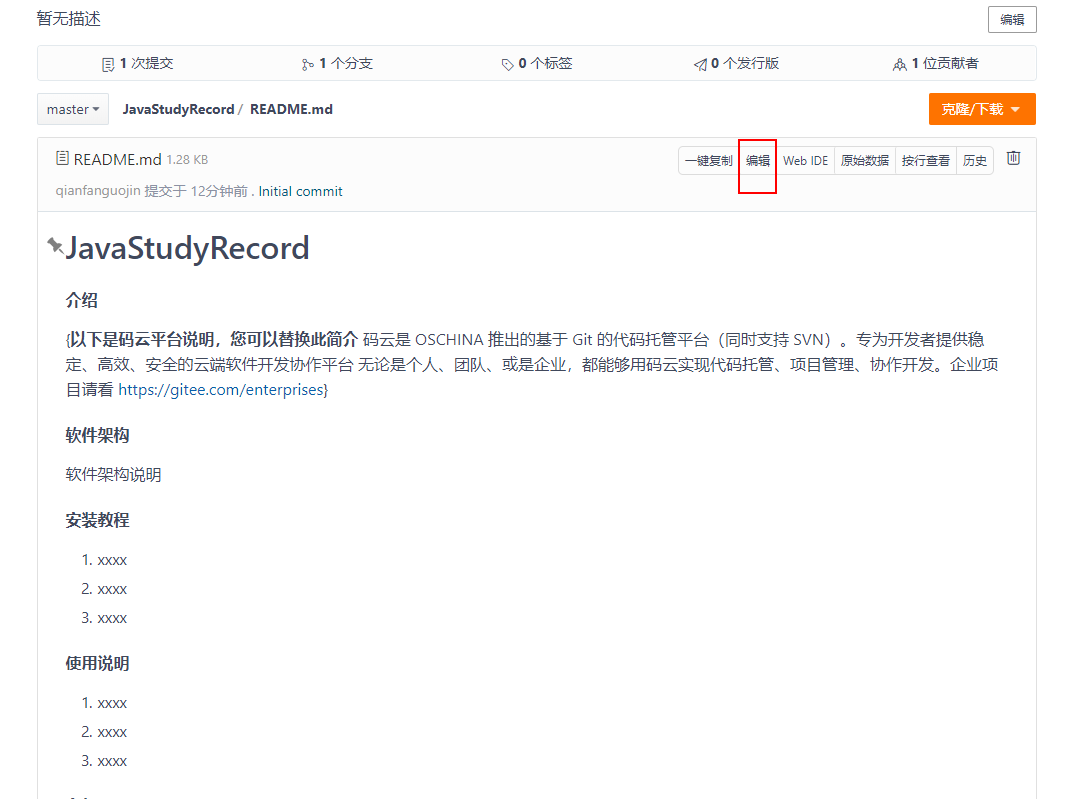 暂无描述
编辑
1 次提交
1 个分支
0 个标签
0 个发行版
1 位贡献者
master
JavaStudyRecord / README.md
克隆/下载
README.md 1.28 KB
一键复制 编辑 Web IDE 原始数据 按行查看 历史
qianfanguojin 提交于 12分钟前 . Initial commit
JavaStudyRecord
介绍
{以下是码云平台说明，您可以替换此简介 码云是 OSCHINA 推出的基于 Git 的代码托管平台（同时支持 SVN）。专为开发者提供稳
定、高效、安全的云端软件开发协作平台 无论是个人、团队、或是企业，都能够用码云实现代码托管、项目管理、协作开发。企业项
目请看 https://gitee.com/enterprises}
软件架构
软件架构说明
安装教程
1. xxxx
2. xxxx
3. xxxx
使用说明
1. xxxx
2. xxxx
3. xxxx